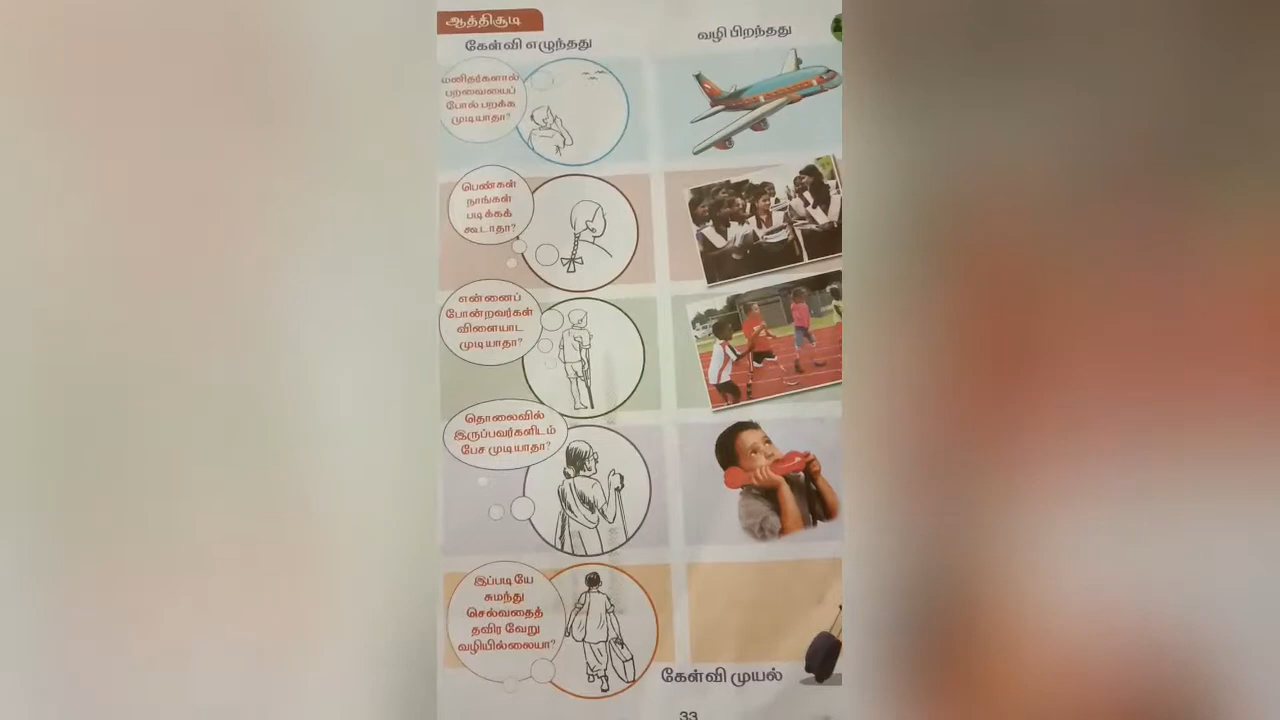 ஆத்திசூடி
கேள்வி எழுந்தது
வழி பிறந்தது
மனிதர்களால்
பறவையைப்
போல் பறக்க
முடியாதா?
பெண்கள்
நாங்கள்
படிக்கக்
கூடாதா?
என்னைப்
போன்றவர்கள்
விளையாட
முடியாதா?
தொலைவில்
இருப்பவர்களிடம்
பேச முடியாதா?
இப்படியே
சுமந்து
செல்வதைத்
தவிர வேறு
வழியில்லையா?
கேள்வி முயல்
33